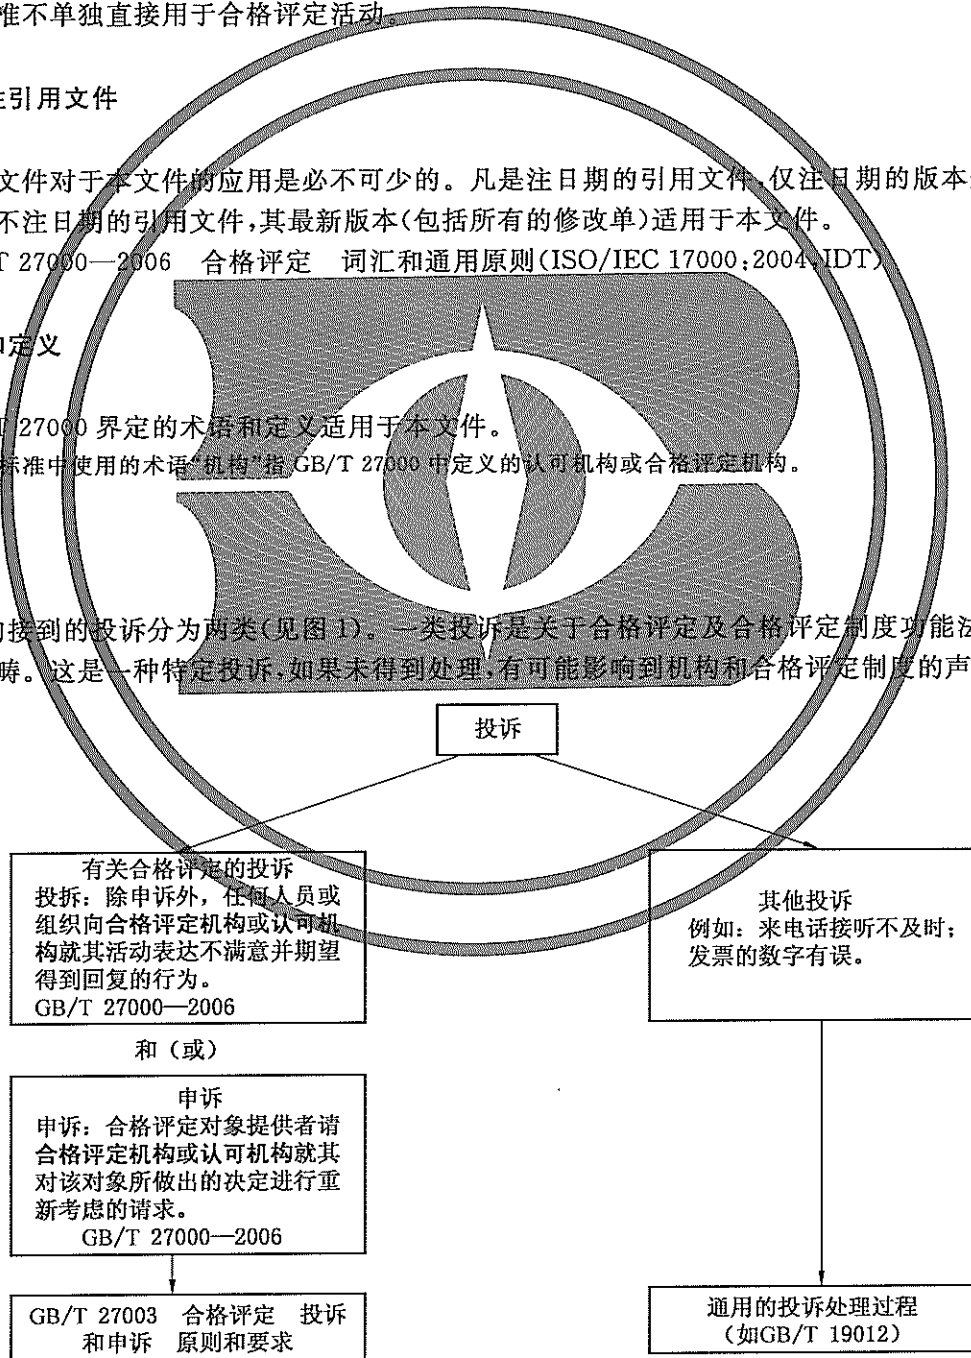 准不单独直接用于合格评定活动。
性引用文件
文件对于本文件的应用是必不可少的。凡是注日期的引用文件,仅注日期的版本
不注日期的引用文件,其最新版本(包括所有的修改单)适用于本文件。
T 27000—2006 合格评定 词汇和通用原则(ISO/IEC 17000:2004,IDT)
和定义
T 27000 界定的术语和定义适用于本文件。
标准中使用的术语“机构”指 GB/T 27000 中定义的认可机构或合格评定机构。
构接到的投诉分为两类(见图 1)。一类投诉是关于合格评定及合格评定制度功能
畴。这是一种特定投诉,如果未得到处理,有可能影响到机构和合格评定制度的声
投诉
有关合格评定的投诉
投拆:除申诉外,任何人员或
组织向合格评定机构或认可机
构就其活动表达不满意并期望
得到回复的行为。
GB/T 27000—2006
其他投诉
例如:来电话接听不及时;
发票的数字有误。
和(或)
申诉
申诉:合格评定对象提供者请
合格评定机构或认可机构就其
对该对象所做出的决定进行重
新考虑的请求。
GB/T 27000—2006
GB/T 27003 合格评定 投诉
和申诉 原则和要求
通用的投诉处理过程
(如GB/T 19012)